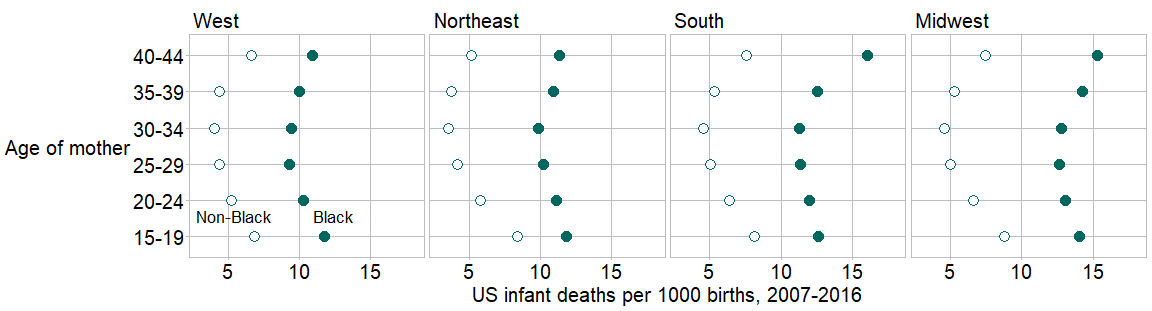 West
Northeast
South
Midwest
Age of mother
40-44
35-39
30-34
25-29
20-24
15-19
Non-Black
Black
5 10 15
5 10 15
5 10 15
5 10 15
US infant deaths per 1000 births, 2007-2016